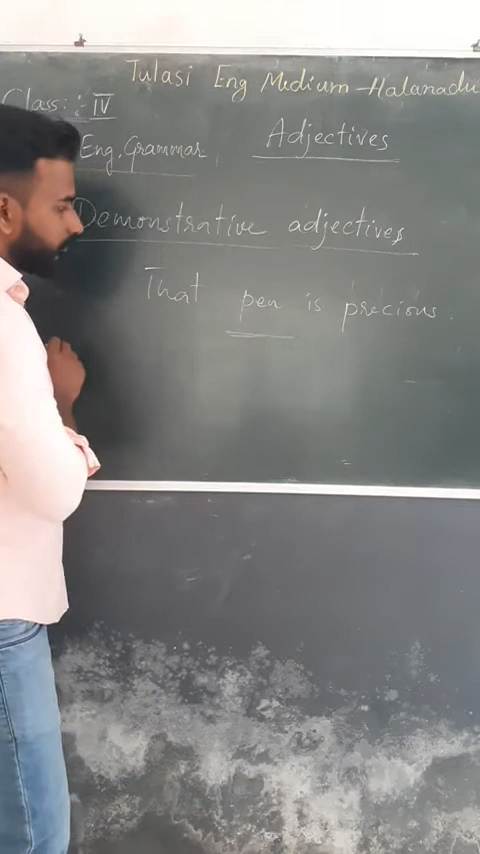 Tulasi Eng Medium-Halanadu
Class:- IV
Eng. Grammar, Adjectives
Demonstrative adjectives
That pen is precious.